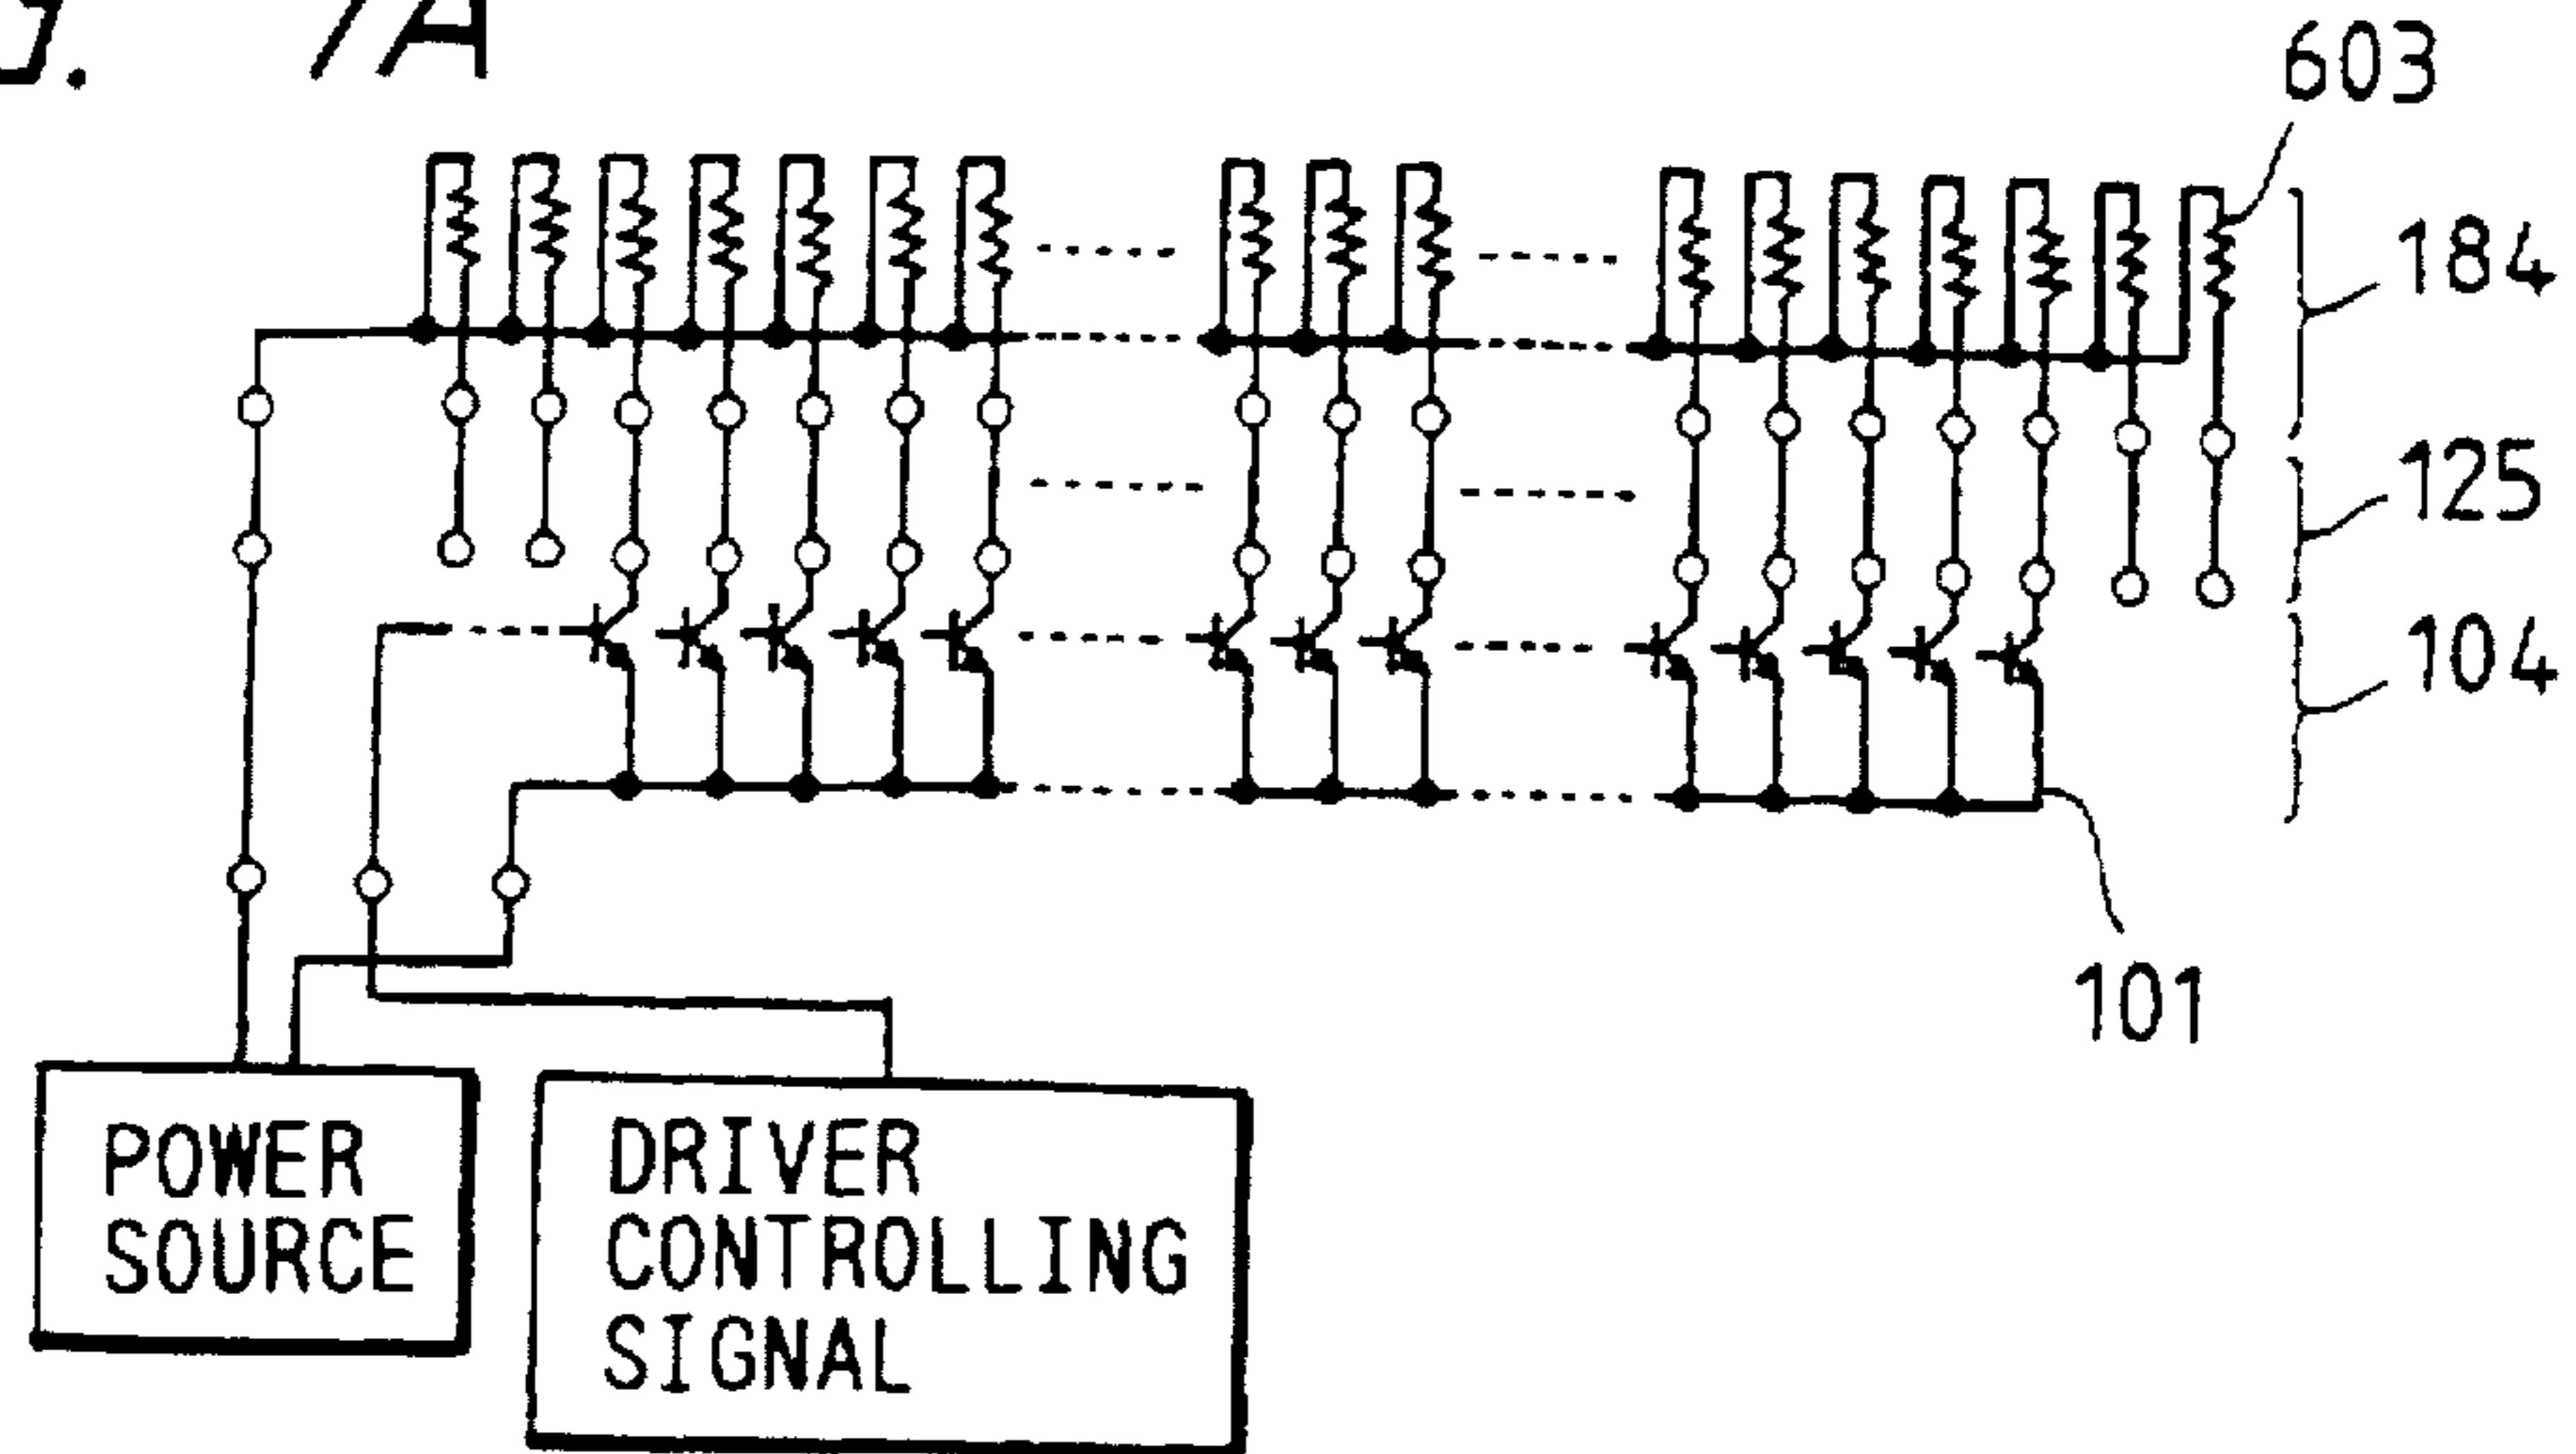 7A
603
184
125
104
101
POWER
SOURCE
DRIVER
CONTROLLING
SIGNAL